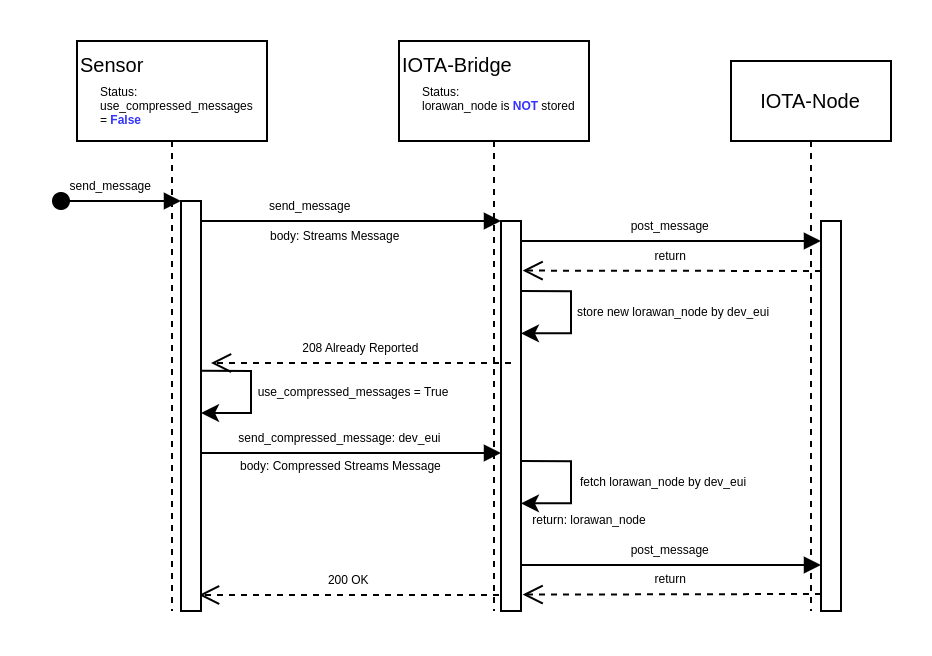 Sensor
Status:
use_compressed_messages
= False
IOTA-Bridge
Status:
lorawan_node is NOT stored
IOTA-Node
send_message
send_message
body: Streams Message
post_message
return
store new lorawan_node by dev_eui
208 Already Reported
use_compressed_messages = True
send_compressed_message: dev_eui
body: Compressed Streams Message
fetch lorawan_node by dev_eui
return: lorawan_node
post_message
return
200 OK